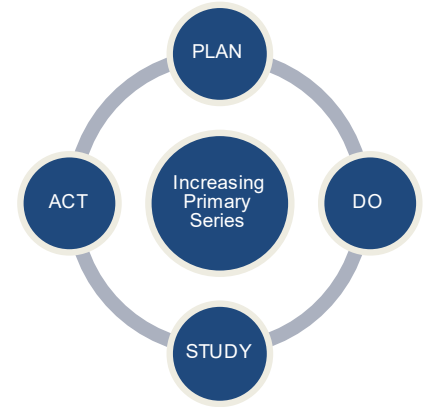 PLAN
ACT
Increasing
Primary
Series
DO
STUDY